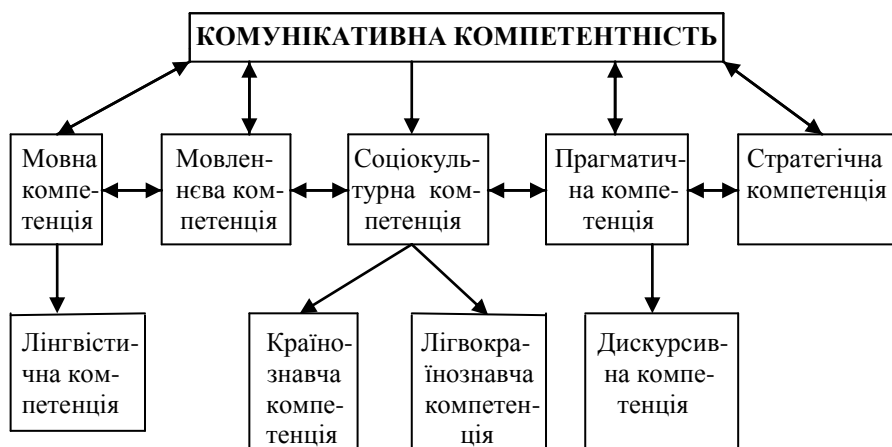 КОМУНІКАТИВНА КОМПЕТЕНТНІСТЬ
Мовна
компе-
тенція
Мовлен-
нєва ком-
петенція
Соціокуль-
турна ком-
петенція
Прагматич-
на компе-
тенція
Стратегічна
компетенція
Лінгвісти-
чна ком-
петенція
Країно-
знавча
компе-
тенція
Лігвокра-
їнознавча
компетен-
ція
Дискурсив-
на компе-
тенція